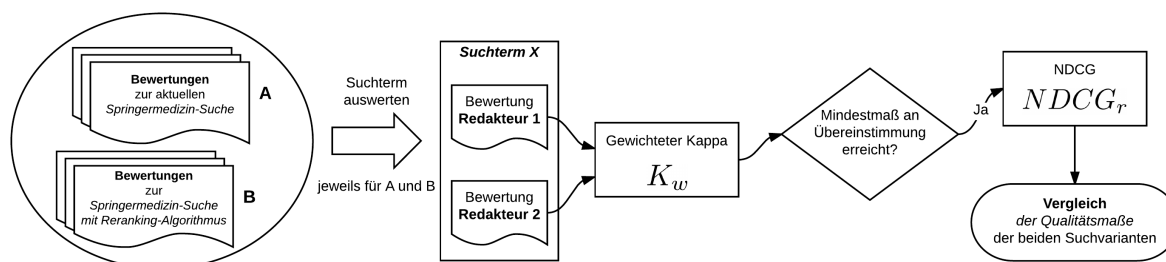 Bewertungen
zur aktuellen
Springermedizin-Suche
A
Bewertungen
zur
Springermedizin-Suche
mit Reranking-Algorithmus
B
Suchterm
auswerten
jeweils für A und B
Suchterm X
Bewertung
Redakteur 1
Bewertung
Redakteur 2
Gewichteter Kappa
K_w
Mindestmaß an
Übereinstimmung
erreicht?
Ja
NDCG
NDCG_r
Vergleich
der Qualitätsmaße
der beiden Suchvarianten